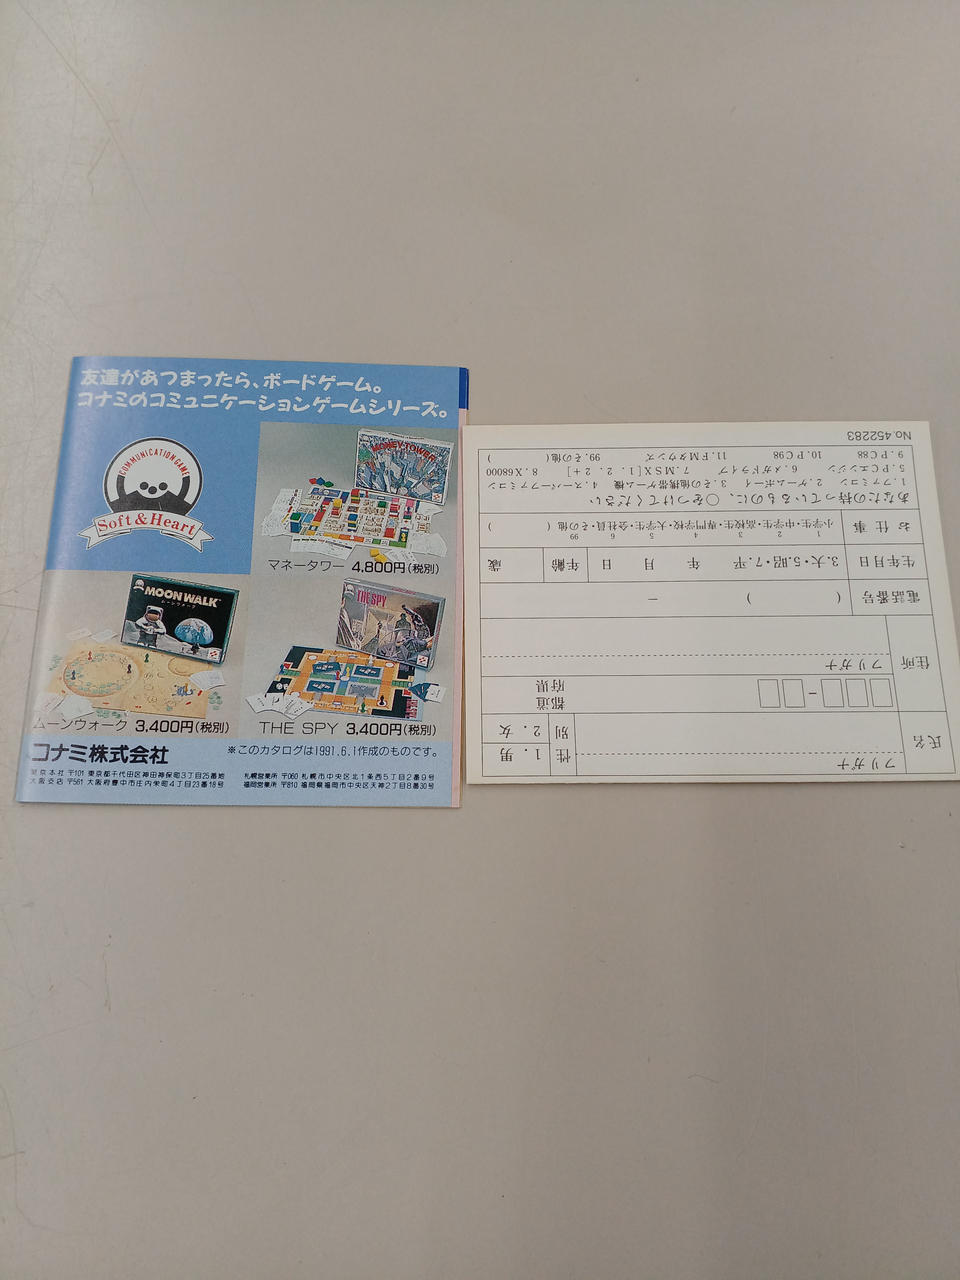 友達があつまったら、ボードゲーム。
コナミのコミュニケーションゲームシリーズ。
COMMUNICATION GAME
Soft & Heart
MONEY TOWER
マネータワー 4,800円(税別)
MOON WALK
ムーンウォーク
ムーンウォーク 3,400円(税別)
THE SPY
THE SPY 3,400円(税別)
コナミ株式会社
※このカタログは1991.6.1作成のものです。
東京本社 〒101 東京都千代田区神田神保町3丁目25番地
大阪支店 〒561 大阪府豊中市庄内栄町4丁目23番18号
札幌営業所 〒060 札幌市中央区北1条西5丁目2番9号
福岡営業所 〒810 福岡県福岡市中央区天神2丁目8番30号
フリガナ
氏名
性別
1. 男
2. 女
都道
府県
フリガナ
住所
電話番号 ( ) -
生年月日 3.大・5.昭・7.平 年 月 日 年齢 歳
お仕事
小学生・中学生・高校生・専門学校・大学生・会社員・その他 ( )
1 2 3 4 5 6 99
あなたの持っているものに、○をつけてください
1.ファミコン 2.ゲームボーイ 3.その他携帯ゲーム機 4.スーパーファミコン
5.PCエンジン 6.メガドライブ 7.MSX[1. 2. 2+] 8.X68000
9.PC88 10.PC98 11.FMタウンズ 99.その他( )
No.452283